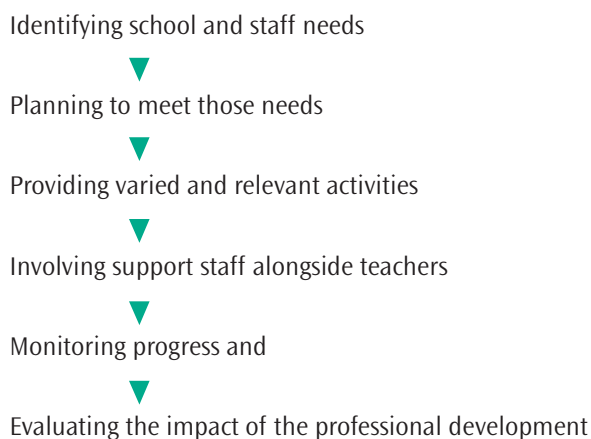 Identifying school and staff needs
Planning to meet those needs
Providing varied and relevant activities
Involving support staff alongside teachers
Monitoring progress and
Evaluating the impact of the professional development